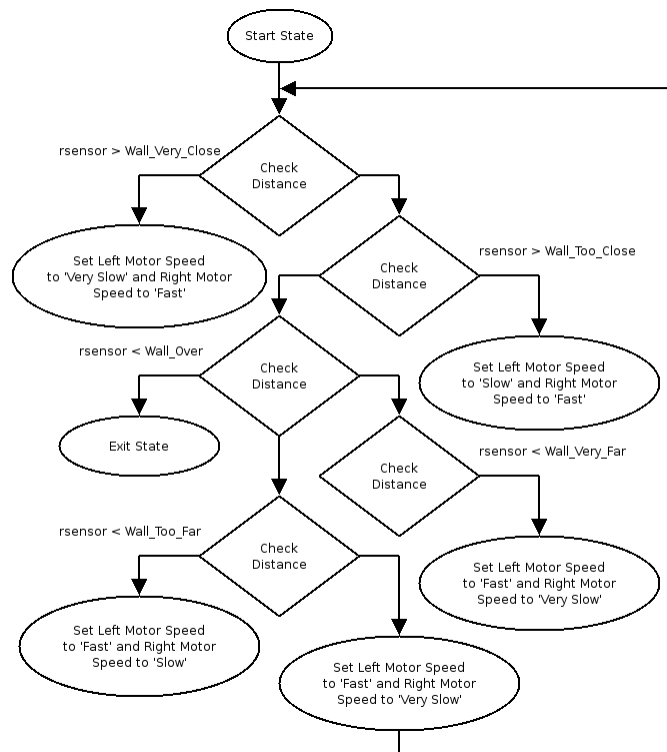 Start State
rsensor > Wall_Very_Close
Check
Distance
Set Left Motor Speed
to 'Very Slow' and Right Motor
Speed to 'Fast'
Check
Distance
rsensor > Wall_Too_Close
Set Left Motor Speed
to 'Slow' and Right Motor
Speed to 'Fast'
rsensor < Wall_Over
Check
Distance
Exit State
Check
Distance
rsensor < Wall_Very_Far
Set Left Motor Speed
to 'Fast' and Right Motor
Speed to 'Very Slow'
rsensor < Wall_Too_Far
Check
Distance
Set Left Motor Speed
to 'Fast' and Right Motor
Speed to 'Slow'
Set Left Motor Speed
to 'Fast' and Right Motor
Speed to 'Very Slow'